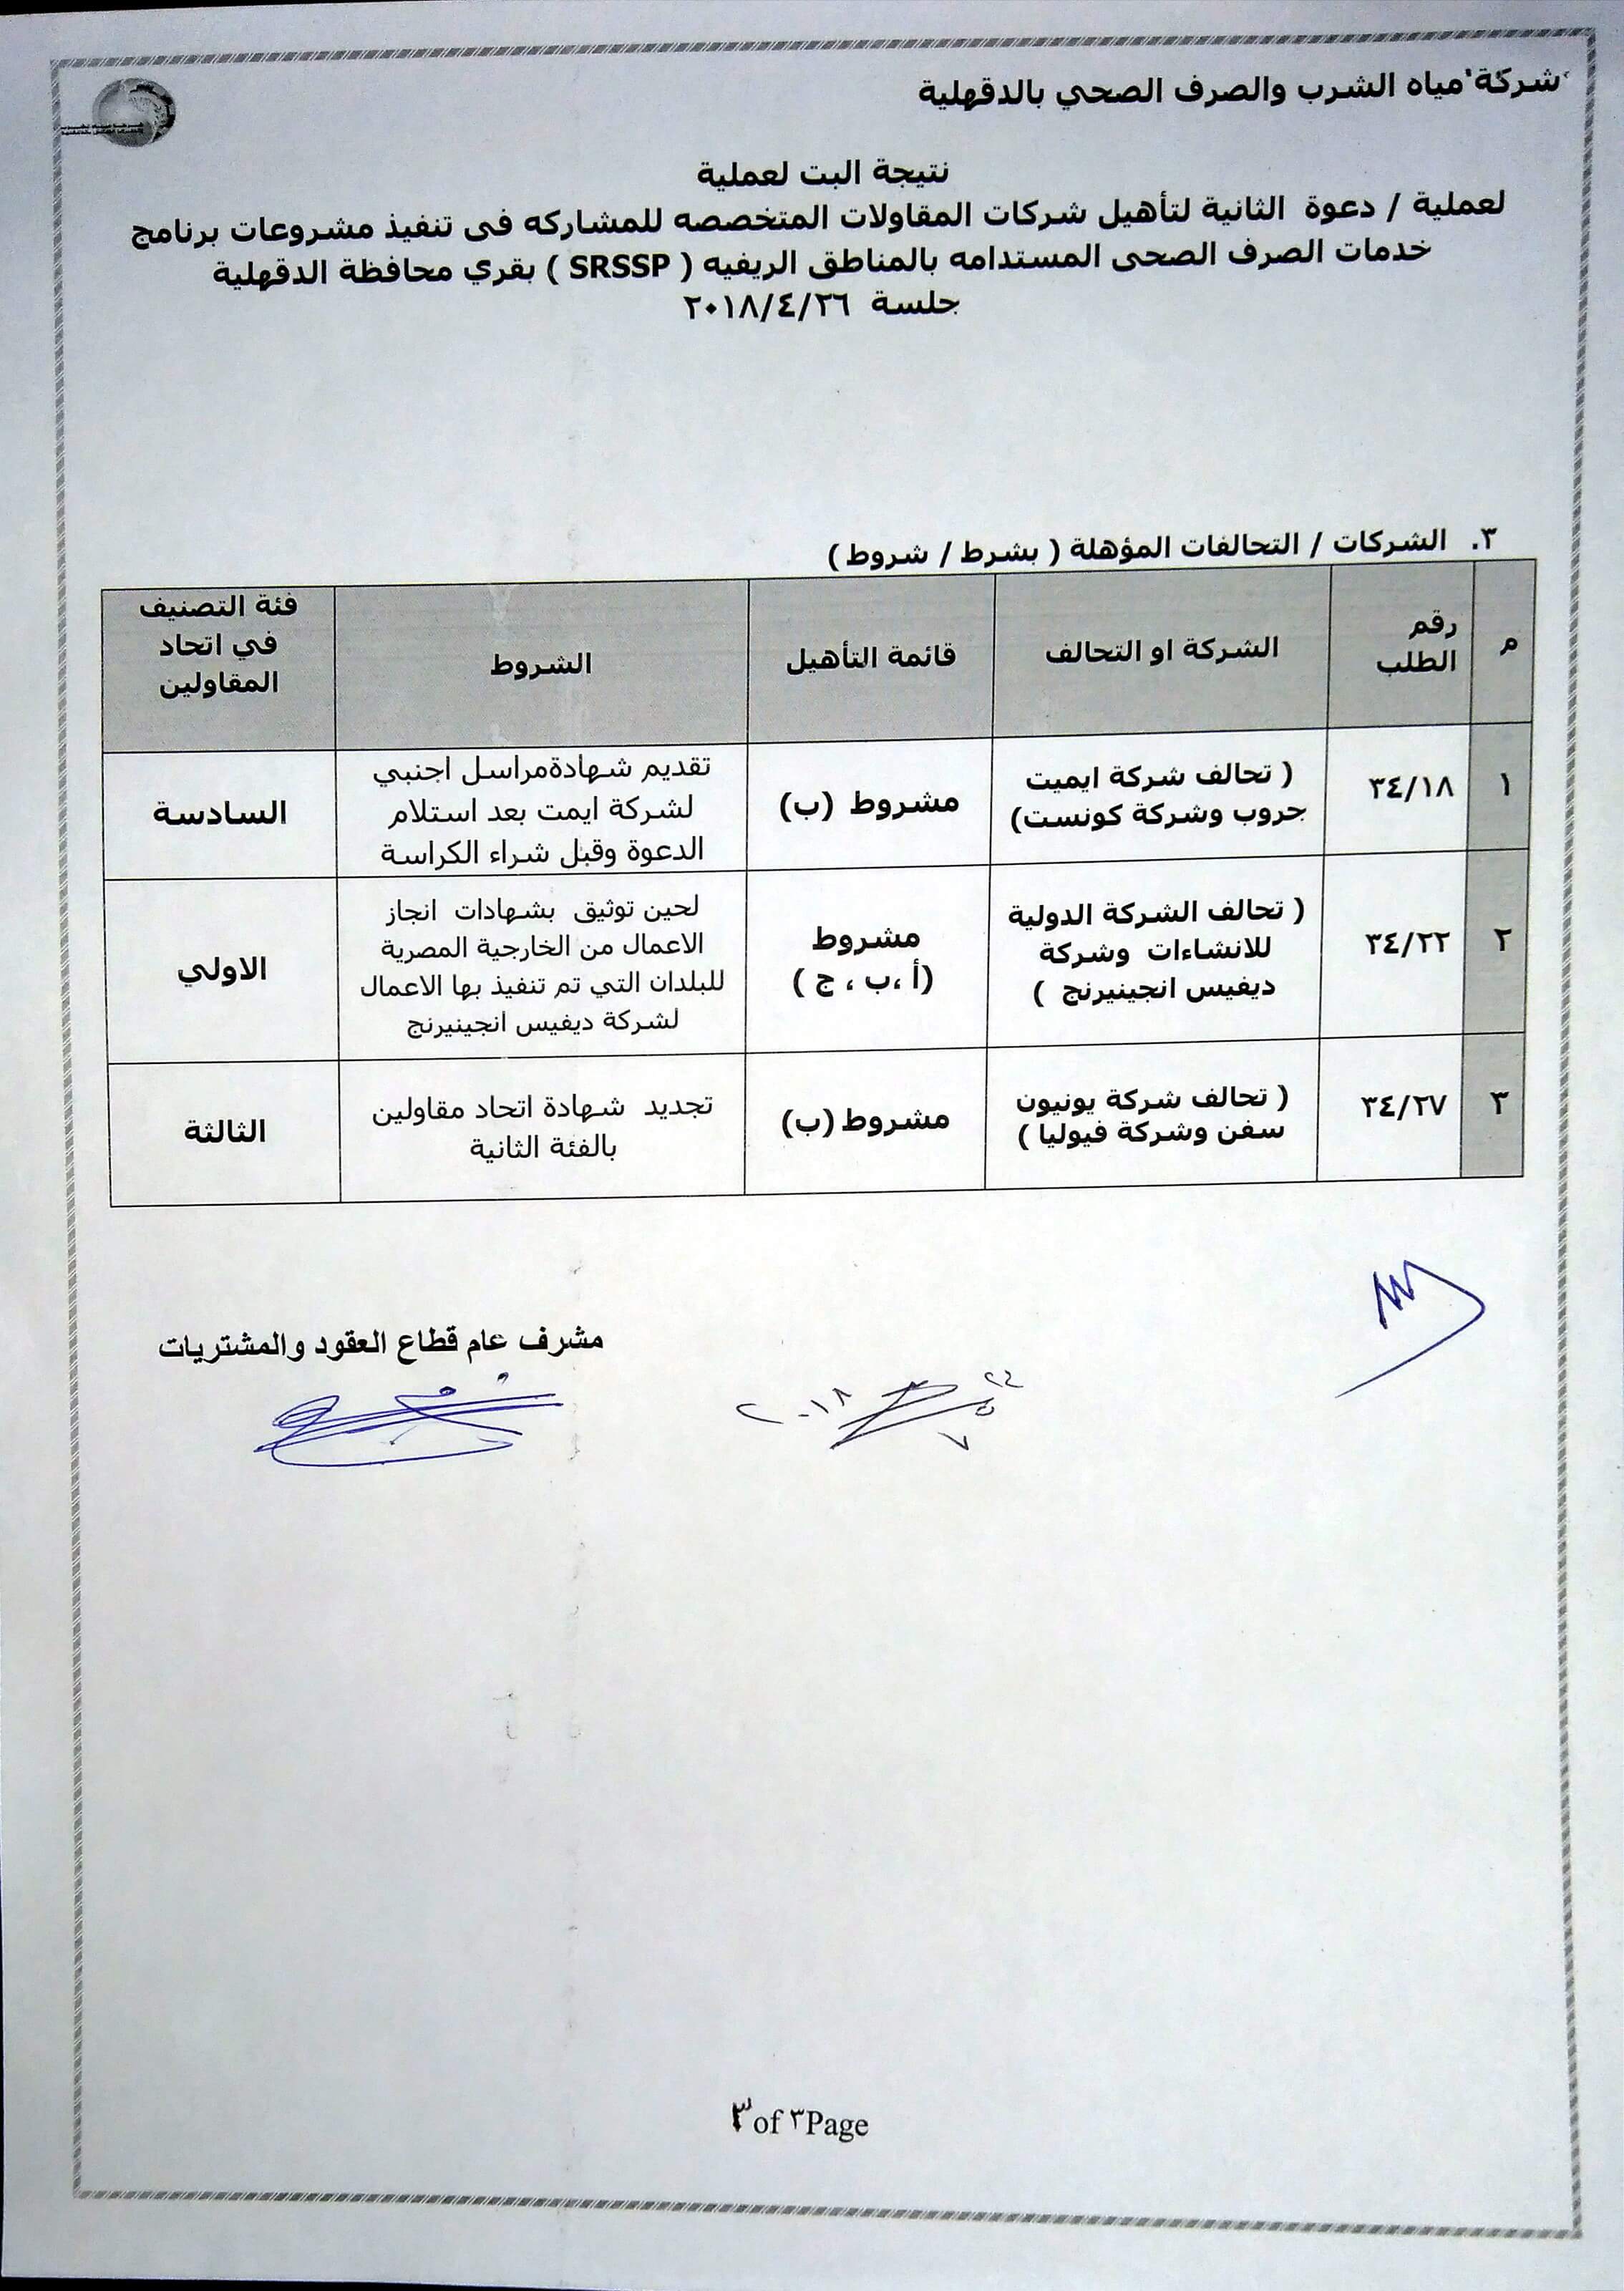 شركة مياه الشرب والصرف الصحي بالدقهلية
نتيجة البت لعملية
لعملية / دعوة الثانية لتأهيل شركات المقاولات المتخصصه للمشاركه فى تنفيذ مشروعات برنامج
خدمات الصرف الصحى المستدامه بالمناطق الريفيه ( SRSSP ) بقري محافظة الدقهلية
جلسة ٢٠١٨/٤/٢٦
٣. الشركات / التحالفات المؤهلة ( بشرط / شروط )
م
رقم
الطلب
الشركة او التحالف
قائمة التأهيل
الشروط
فئة التصنيف
في اتحاد
المقاولين
١
٣٤/١٨
( تحالف شركة ايميت
جروب وشركة كونست)
مشروط (ب)
تقديم شهادةمراسل اجنبي
لشركة ايمت بعد استلام
الدعوة وقبل شراء الكراسة
السادسة
٢
٣٤/٢٢
( تحالف الشركة الدولية
للانشاءات وشركة
ديفيس انجينيرنج )
مشروط
(أ ،ب ، ج )
لحين توثيق بشهادات انجاز
الاعمال من الخارجية المصرية
للبلدان التي تم تنفيذ بها الاعمال
لشركة ديفيس انجينيرنج
الاولي
٣
٣٤/٢٧
( تحالف شركة يونيون
سفن وشركة فيوليا )
مشروط (ب)
تجديد شهادة اتحاد مقاولين
بالفئة الثانية
الثالثة
مشرف عام قطاع العقود والمشتريات
٢٠١٨
٧
٣ of ٣Page